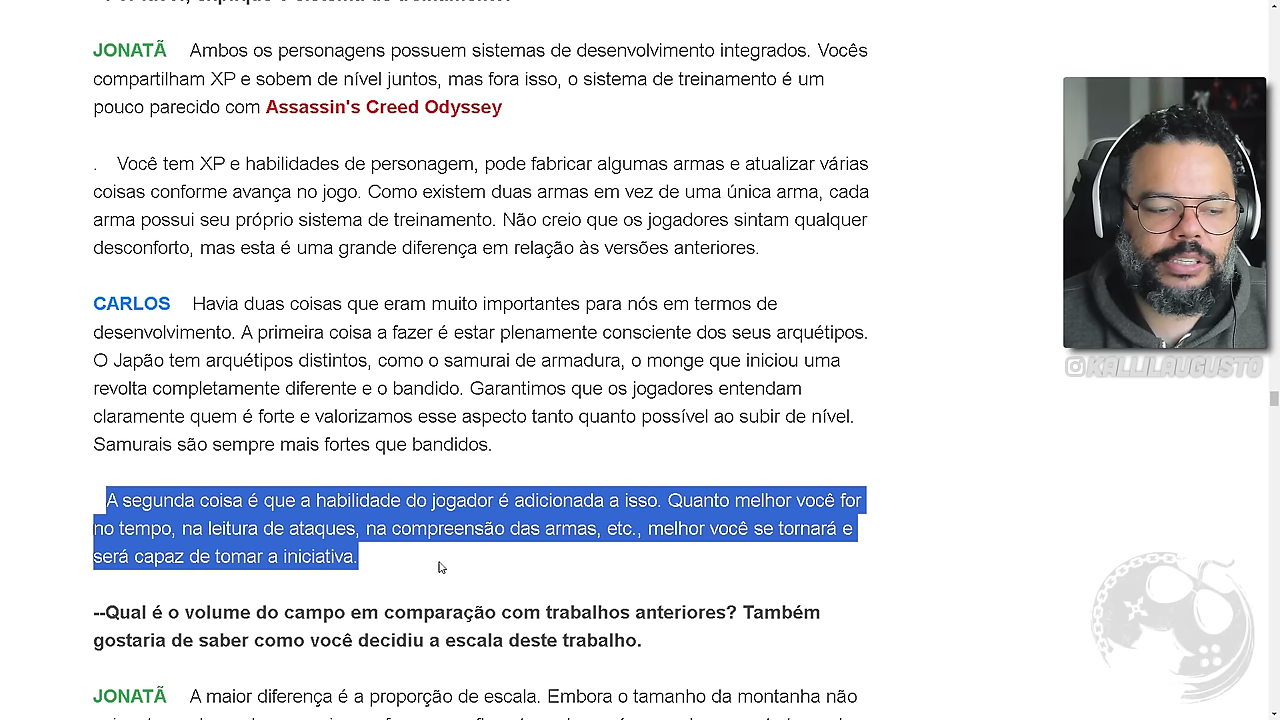 JONATÃ Ambos os personagens possuem sistemas de desenvolvimento integrados. Vocês
compartilham XP e sobem de nível juntos, mas fora isso, o sistema de treinamento é um
pouco parecido com Assassin's Creed Odyssey
. Você tem XP e habilidades de personagem, pode fabricar algumas armas e atualizar várias
coisas conforme avança no jogo. Como existem duas armas em vez de uma única arma, cada
arma possui seu próprio sistema de treinamento. Não creio que os jogadores sintam qualquer
desconforto, mas esta é uma grande diferença em relação às versões anteriores.
CARLOS Havia duas coisas que eram muito importantes para nós em termos de
desenvolvimento. A primeira coisa a fazer é estar plenamente consciente dos seus arquétipos.
O Japão tem arquétipos distintos, como o samurai de armadura, o monge que iniciou uma
revolta completamente diferente e o bandido. Garantimos que os jogadores entendam
claramente quem é forte e valorizamos esse aspecto tanto quanto possível ao subir de nível.
Samurais são sempre mais fortes que bandidos.
A segunda coisa é que a habilidade do jogador é adicionada a isso. Quanto melhor você for
no tempo, na leitura de ataques, na compreensão das armas, etc., melhor você se tornará e
será capaz de tomar a iniciativa.
--Qual é o volume do campo em comparação com trabalhos anteriores? Também
gostaria de saber como você decidiu a escala deste trabalho.
JONATÃ A maior diferença é a proporção de escala. Embora o tamanho da montanha não
KALLILAUGUSTO